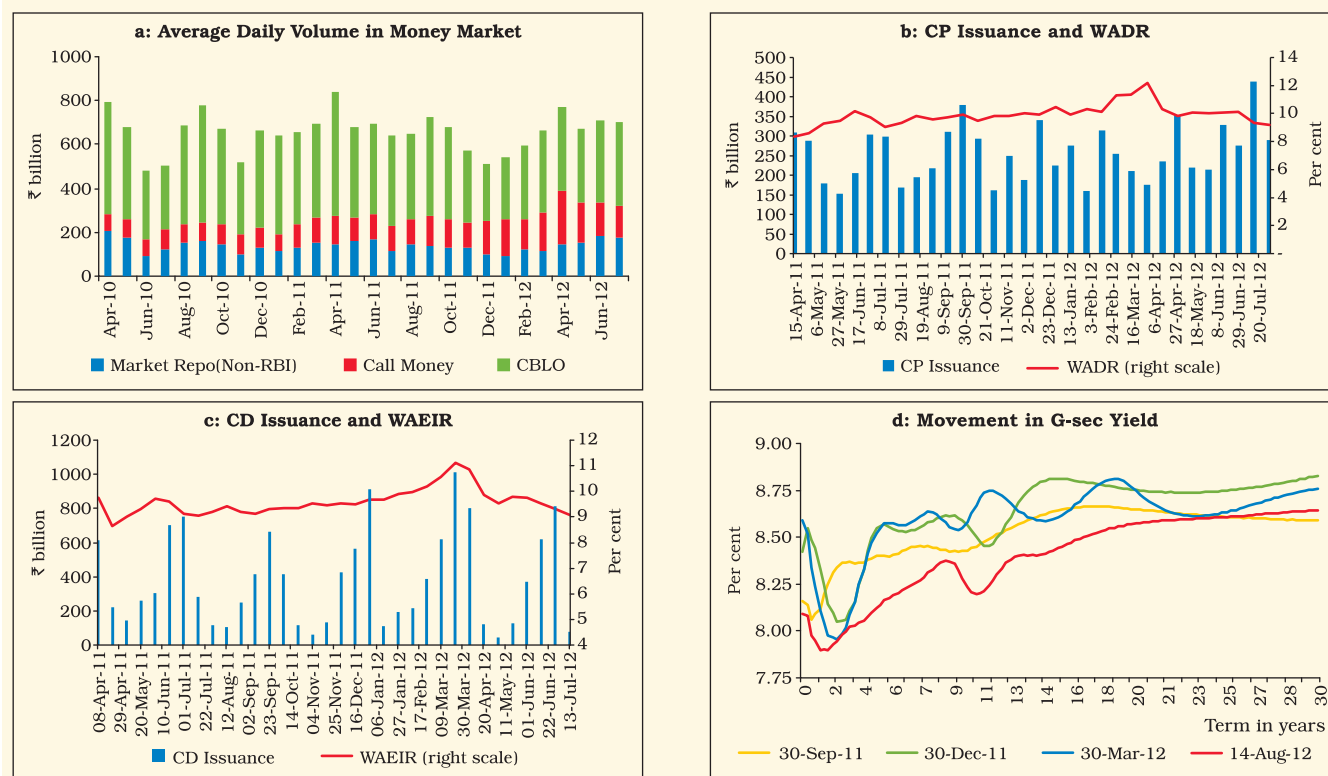 a: Average Daily Volume in Money Market
1000
800
600
400
200
0
₹ billion
Apr-10
Jun-10
Aug-10
Oct-10
Dec-10
Feb-11
Apr-11
Jun-11
Aug-11
Oct-11
Dec-11
Feb-12
Apr-12
Jun-12
Market Repo(Non-RBI) Call Money CBLO
b: CP Issuance and WADR
500
450
400
350
300
250
200
150
100
50
0
₹ billion
14
12
10
8
6
4
2
-
Per cent
15-Apr-11
6-May-11
27-May-11
17-Jun-11
8-Jul-11
29-Jul-11
19-Aug-11
9-Sep-11
30-Sep-11
21-Oct-11
11-Nov-11
2-Dec-11
23-Dec-11
13-Jan-12
3-Feb-12
24-Feb-12
16-Mar-12
6-Apr-12
27-Apr-12
18-May-12
8-Jun-12
29-Jun-12
20-Jul-12
CP Issuance WADR (right scale)
c: CD Issuance and WAEIR
1200
1000
800
600
400
200
0
₹ billion
12
11
10
9
8
7
6
5
4
Per cent
08-Apr-11
29-Apr-11
20-May-11
10-Jun-11
01-Jul-11
22-Jul-11
12-Aug-11
02-Sep-11
23-Sep-11
14-Oct-11
04-Nov-11
25-Nov-11
16-Dec-11
06-Jan-12
27-Jan-12
17-Feb-12
09-Mar-12
30-Mar-12
20-Apr-12
11-May-12
01-Jun-12
22-Jun-12
13-Jul-12
CD Issuance WAEIR (right scale)
d: Movement in G-sec Yield
9.00
8.75
8.50
8.25
8.00
7.75
Per cent
0
2
4
6
7
9
11
13
14
16
18
20
21
23
25
27
28
30
Term in years
30-Sep-11 30-Dec-11 30-Mar-12 14-Aug-12